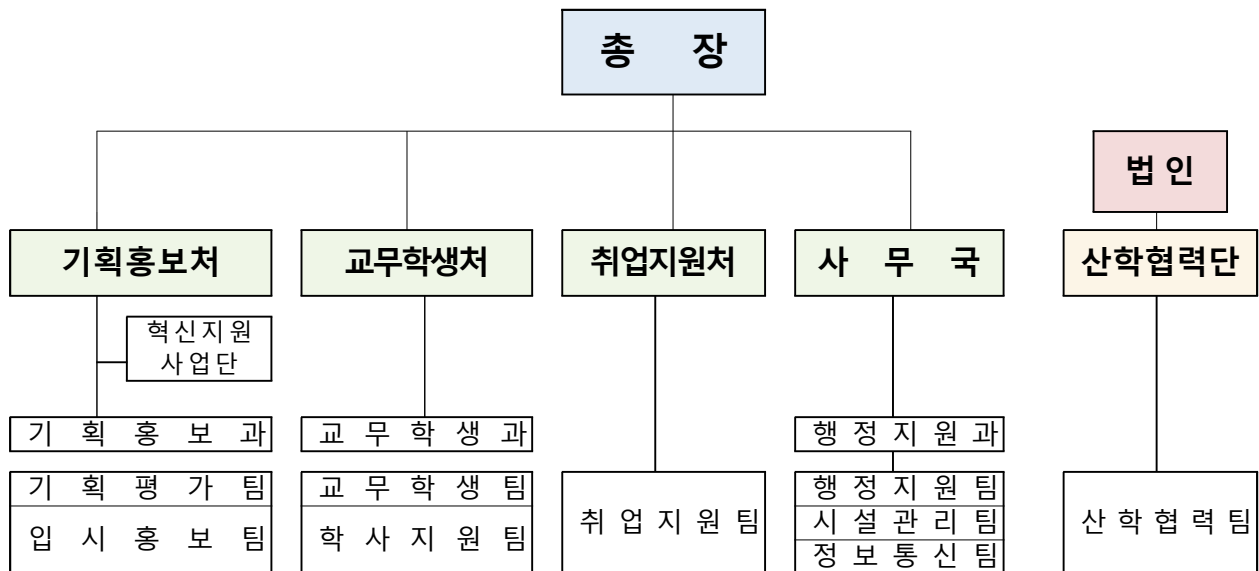 총 장
법 인
기획홍보처
교무학생처
취업지원처
사 무 국
산학협력단
혁신지원
사업단
기 획 홍 보 과
교 무 학 생 과
행 정 지 원 과
기 획 평 가 팀
입 시 홍 보 팀
교 무 학 생 팀
학 사 지 원 팀
취 업 지 원 팀
행 정 지 원 팀
시 설 관 리 팀
정 보 통 신 팀
산 학 협 력 팀